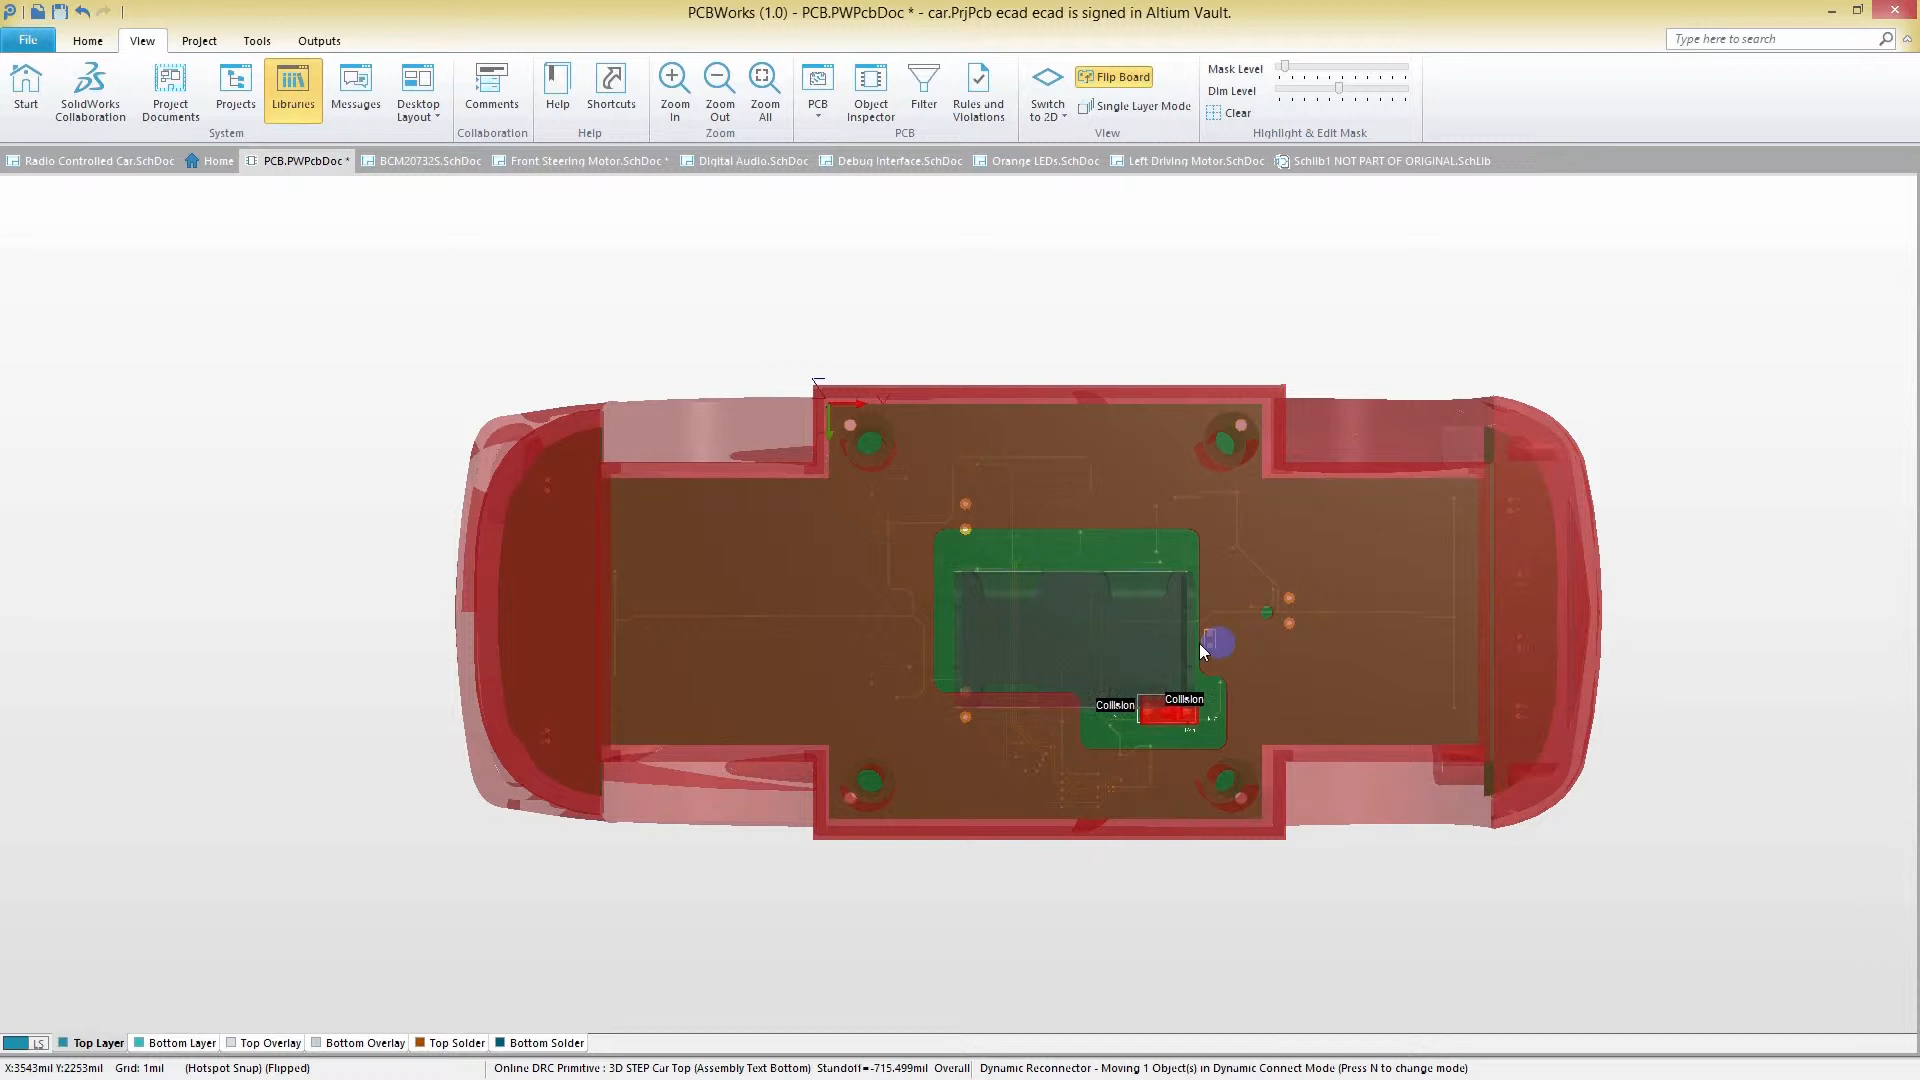 PCBWorks (1.0) - PCB.PWPcbDoc * - car.PrjPcb ecad ecad is signed in Altium Vault.
File Home View Project Tools Outputs
Type here to search
Start
SolidWorks Collaboration
Project Documents
Projects
Libraries
Messages
Desktop Layout
System
Comments
Collaboration
Help
Shortcuts
Help
Zoom In
Zoom Out
Zoom All
Zoom
PCB
Object Inspector
Filter
Rules and Violations
PCB
Switch to 2D
Flip Board
Single Layer Mode
View
Mask Level
Dim Level
Clear
Highlight & Edit Mask
Radio Controlled Car.SchDoc Home PCB.PWPcbDoc * BCM20732S.SchDoc Front Steering Motor.SchDoc * Digital Audio.SchDoc Debug Interface.SchDoc Orange LEDs.SchDoc Left Driving Motor.SchDoc Schlib1 NOT PART OF ORIGINAL.SchLib
Collision
Collision
LS Top Layer Bottom Layer Top Overlay Bottom Overlay Top Solder Bottom Solder
X:3543mil Y:2253mil Grid: 1mil (Hotspot Snap) (Flipped) Online DRC Primitive : 3D STEP Car Top (Assembly Text Bottom) Standoff=-715.499mil Overall Dynamic Reconnector - Moving 1 Object(s) in Dynamic Connect Mode (Press N to change mode)